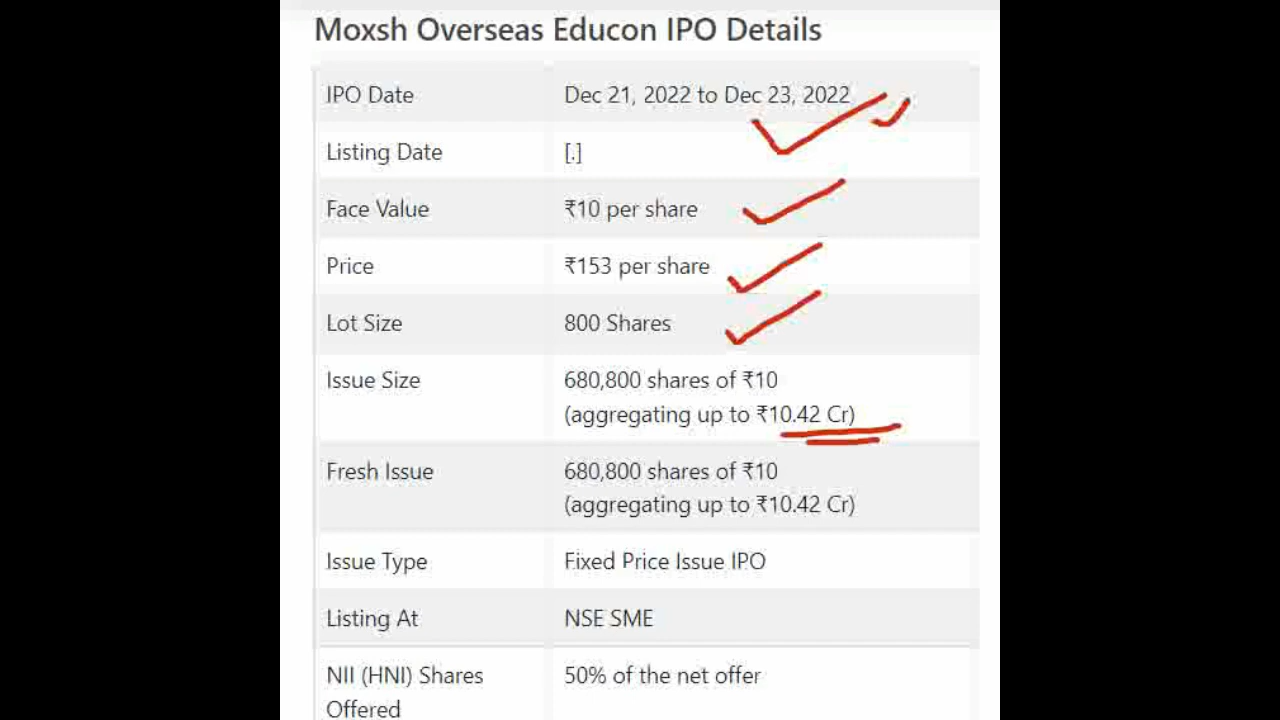 Moxsh Overseas Educon IPO Details
IPO Date Dec 21, 2022 to Dec 23, 2022
Listing Date [.]
Face Value ₹10 per share
Price ₹153 per share
Lot Size 800 Shares
Issue Size 680,800 shares of ₹10
(aggregating up to ₹10.42 Cr)
Fresh Issue 680,800 shares of ₹10
(aggregating up to ₹10.42 Cr)
Issue Type Fixed Price Issue IPO
Listing At NSE SME
NII (HNI) Shares 50% of the net offer
Offered